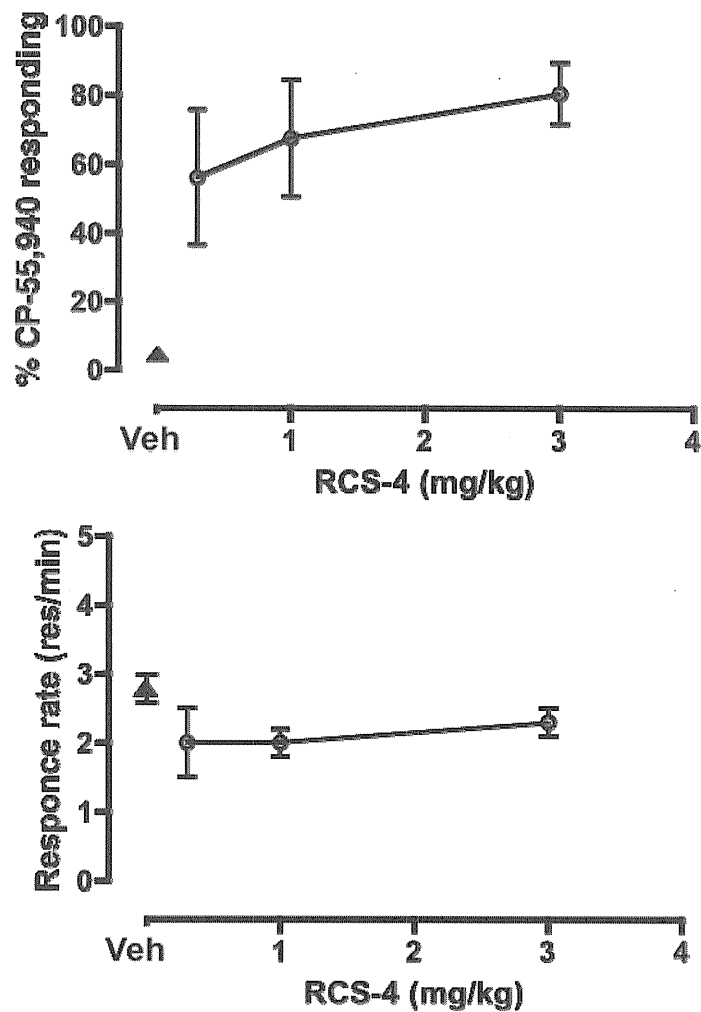 % CP-55,940 responding
100
80
60
40
20
0
Veh 1 2 3 4
RCS-4 (mg/kg)
Responce rate (res/min)
5
4
3
2
1
0
Veh 1 2 3 4
RCS-4 (mg/kg)